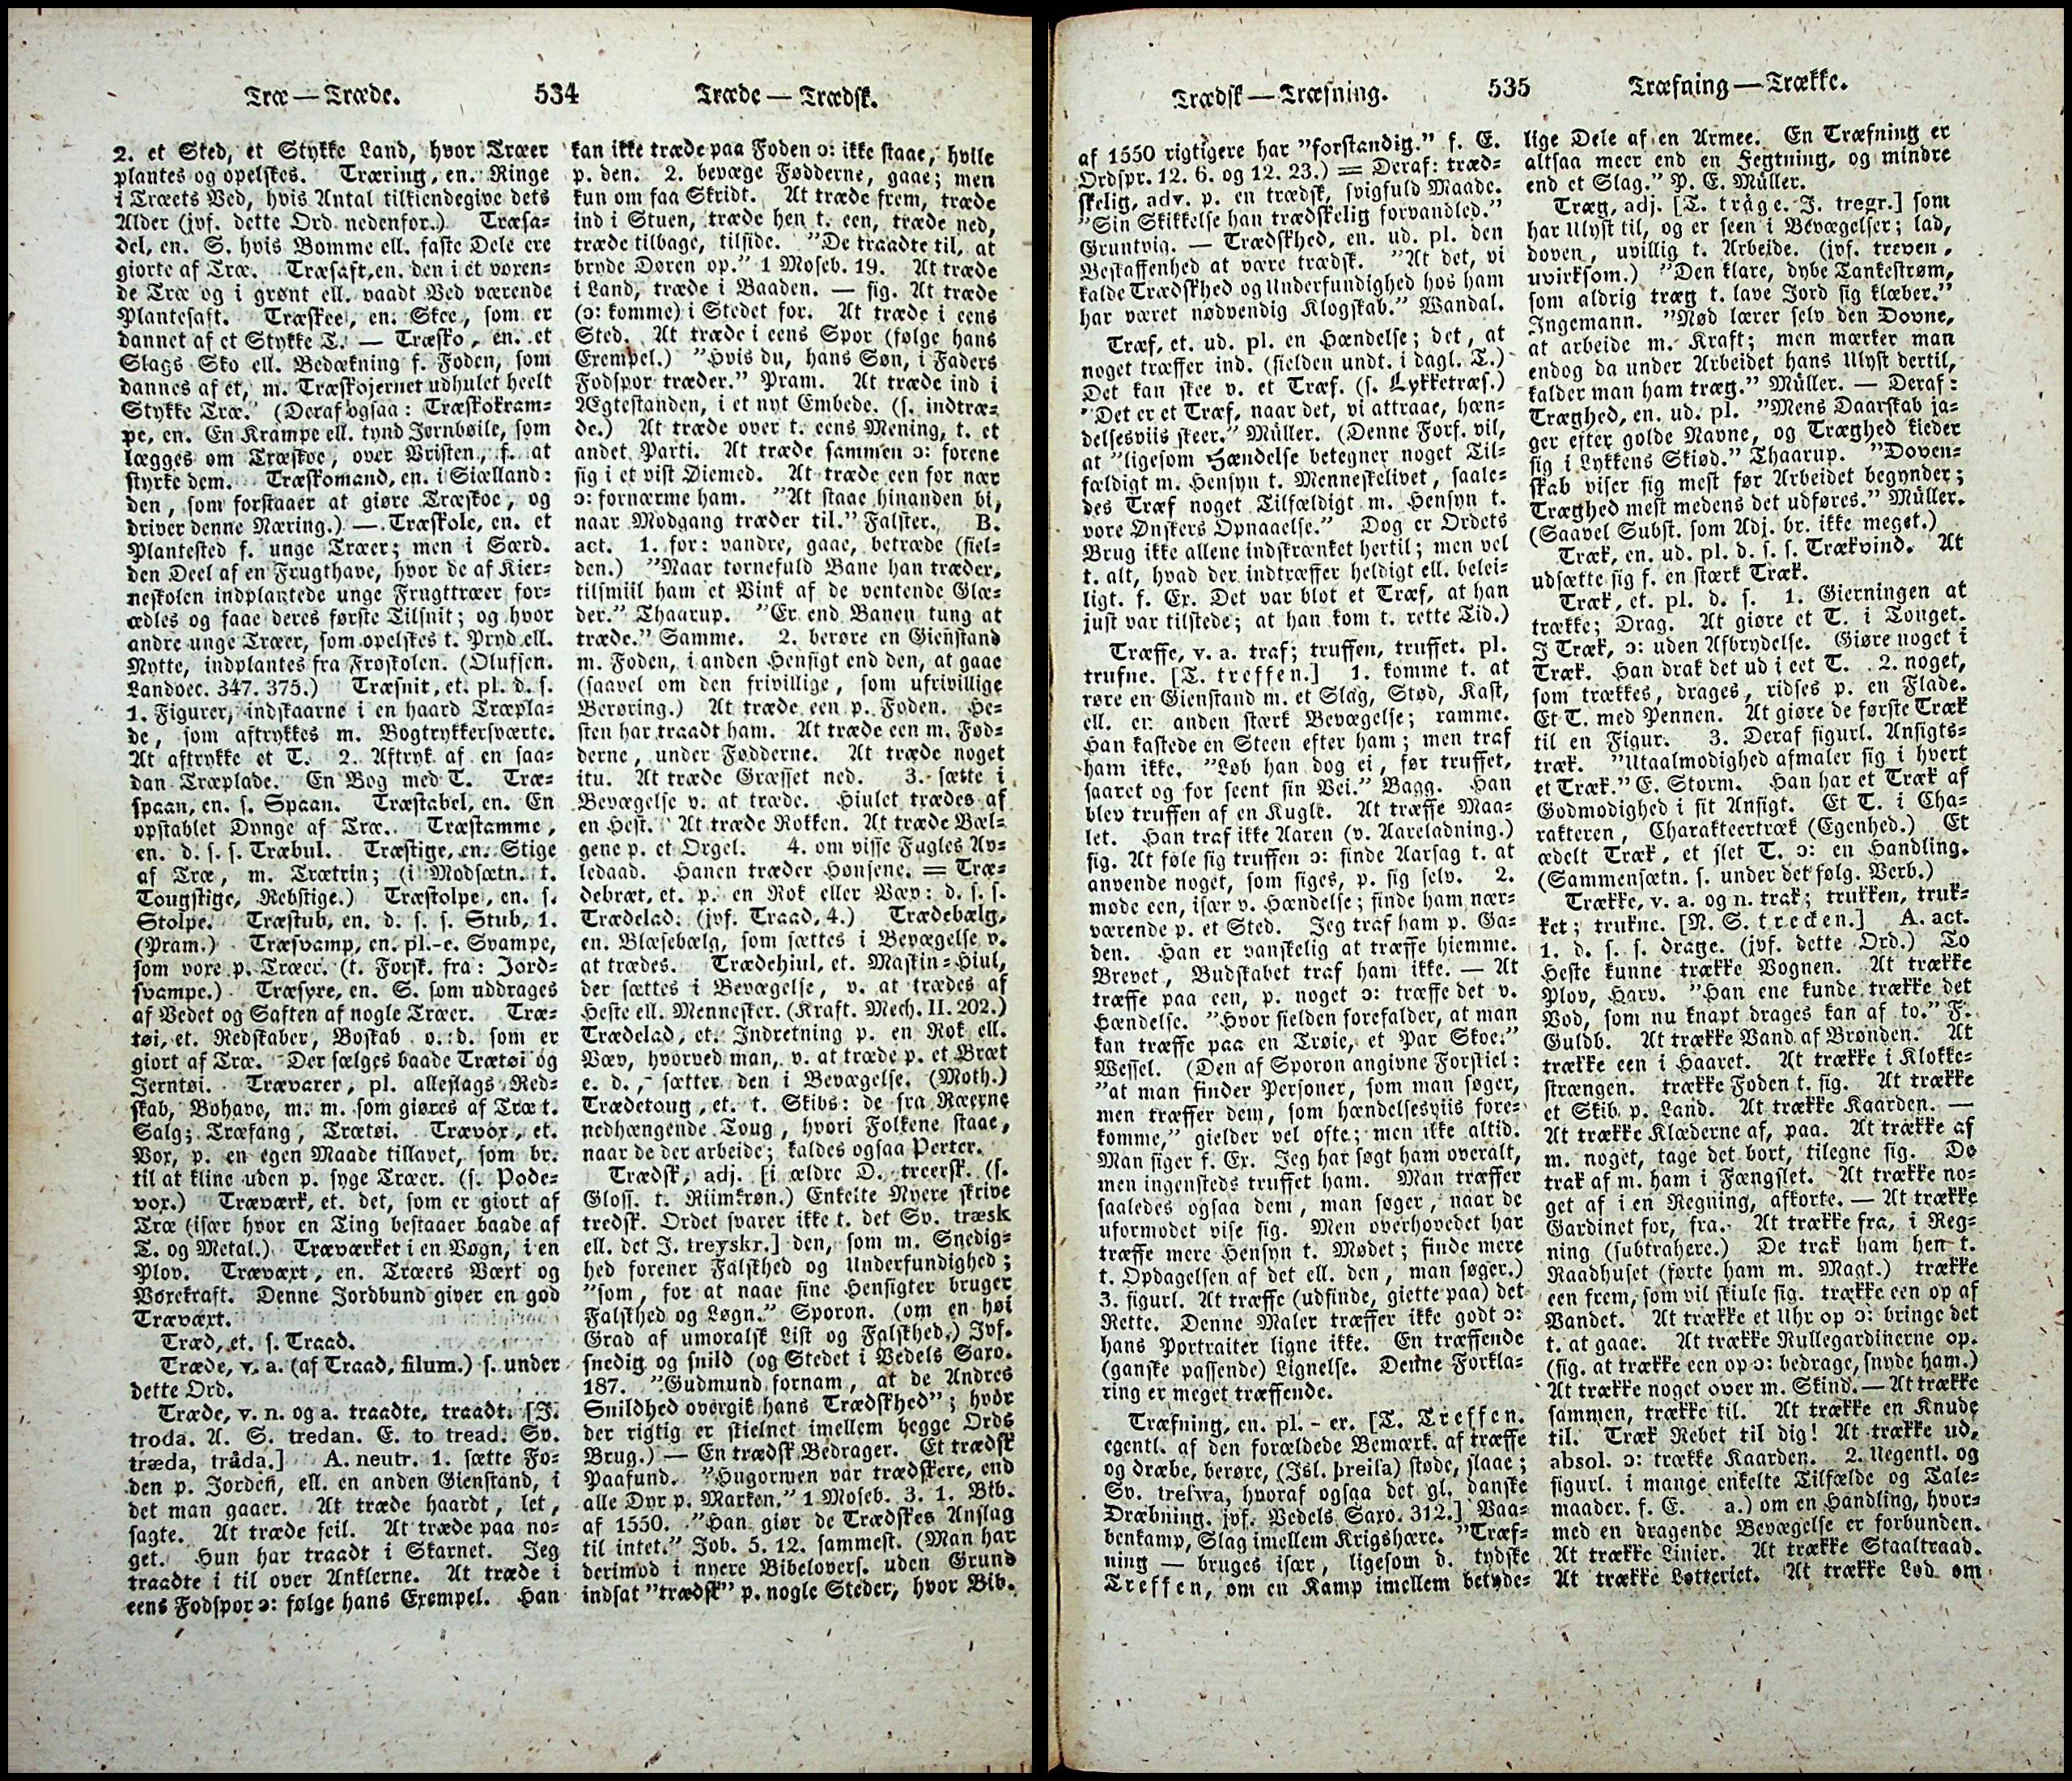 Træ — Træde.
534
Træde — Trædsk.
2. et Sted, et Stykke Land, hvor Træer
plantes og opelskes. Træring, en. Ringe
i Træets Ved, hvis Antal tilkiendegive dets
Alder (jvf. dette Ord nedenfor.) Træsa-
del, en. S. hvis Bomme ell. faste Dele ere
giorte af Træ. Træsaft, en. den i et voxen-
de Træ og i grønt ell. vaadt Ved værende
Plantesaft. Træskee, en. Skee, som er
dannet af et Stykke T. — Træsko, en. et
Slags Sko ell. Bedækning f. Foden, som
dannes af et, m. Træskojernet udhulet heelt
Stykke Træ. (Deraf ogsaa: Træskokram-
pe, en. En Krampe ell. tynd Jernbøile, som
lægges om Træskoe, over Vristen, f. at
styrke dem. Træskomand, en. i Siælland:
den, som forstaaer at giøre Træskoe, og
driver denne Næring.) — Træskole, en. et
Plantested f. unge Træer; men i Særd.
den Deel af en Frugthave, hvor de af Kier-
neskolen indplantede unge Frugttræer for-
ædles og faae deres første Tilsnit; og hvor
andre unge Træer, som opelskes t. Pryd ell.
Nytte, indplantes fra Frøskolen. (Olufsen.
Landoec. 347. 375.) Træsnit, et. pl. d. s.
1. Figurer, indskaarne i en haard Træpla-
de, som aftrykkes m. Bogtrykkersværte.
At aftrykke et T. 2. Aftryk af en saa-
dan Træplade. En Bog med T. Træ-
spaan, en. s. Spaan. Træstabel, en. En
opstablet Dynge af Træ. Træstamme,
en. d. s. s. Træbul. Træstige, en. Stige
af Træ, m. Trætrin; (i Modsætn. t.
Tougstige, Rebstige.) Træstolpe, en. s.
Stolpe. Træstub, en. d. s. s. Stub, 1.
(Pram.) Træsvamp, en. pl.-e. Svampe,
som vore p. Træer. (t. Forsk. fra: Jord-
svampe.) Træsyre, en. S. som uddrages
af Vedet og Saften af nogle Træer. Træ-
tøi, et. Redskaber, Boskab o. d. som er
giort af Træ. Der sælges baade Trætøi og
Jerntøi. Trævarer, pl. alleslags Red-
skab, Bohave, m. m. som giøres af Træ t.
Salg; Træfang, Trætøi. Trævox, et.
Vox, p. en egen Maade tillavet, som br.
til at kline uden p. syge Træer. (s. Pode-
vox.) Træværk, et. det, som er giort af
Træ (især hvor en Ting bestaaer baade af
T. og Metal.) Træværket i en Vogn, i en
Plov. Trævæxt, en. Træers Væxt og
Voxekraft. Denne Jordbund giver en god
Trævæxt.
Træd, et. s. Traad.
Træde, v. a. (af Traad, filum.) s. under
dette Ord.
Træde, v. n. og a. traadte, traadt. [J.
troda. A. S. tredan. E. to tread. Sv.
træda, tråda.] A. neutr. 1. sætte Fo-
den p. Jorden, ell. en anden Gienstand, i
det man gaaer. At træde haardt, let,
sagte. At træde feil. At træde paa no-
get. Hun har traadt i Skarnet. Jeg
traadte i til over Anklerne. At træde i
eens Fodspor ɔ: følge hans Exempel. Han
kan ikke træde paa Foden ɔ: ikke staae, hvile
p. den. 2. bevæge Fødderne, gaae; men
kun om faa Skridt. At træde frem, træde
ind i Stuen, træde hen t. een, træde ned,
træde tilbage, tilside. "De traadte til, at
bryde Døren op." 1 Moseb. 19. At træde
i Land, træde i Baaden. — fig. At træde
(ɔ: komme) i Stedet for. At træde i eens
Sted. At træde i eens Spor (følge hans
Exempel.) "Hvis du, hans Søn, i Faders
Fodspor træder." Pram. At træde ind i
Ægtestanden, i et nyt Embede. (s. indtræ-
de.) At træde over t. eens Mening, t. et
andet Parti. At træde sammen ɔ: forene
sig i et vist Øiemed. At træde een for nær
ɔ: fornærme ham. "At staae hinanden bi,
naar Modgang træder til." Falster. B.
act. 1. for: vandre, gaae, betræde (siel-
den.) "Naar tornefuld Bane han træder,
tilsmiil ham et Vink af de ventende Glæ-
der." Thaarup. "Er end Banen tung at
træde." Samme. 2. berøre en Gienstand
m. Foden, i anden Hensigt end den, at gaae
(saavel om den frivillige, som ufrivillige
Berøring.) At træde een p. Foden. He-
sten har traadt ham. At træde een m. Fød-
derne, under Fødderne. At træde noget
itu. At træde Græsset ned. 3. sætte i
Bevægelse v. at træde. Hiulet trædes af
en Hest. At træde Rokken. At træde Bæl-
gene p. et Orgel. 4. om visse Fugles Av-
ledaad. Hanen træder Hønsene. = Træ-
debræt, et. p. en Rok eller Væv: d. s. s.
Trædelad. (jvf. Traad, 4.) Trædebælg,
en. Blæsebælg, som sættes i Bevægelse v.
at trædes. Trædehiul, et. Maskin-Hiul,
der sættes i Bevægelse, v. at trædes af
Heste ell. Mennesker. (Kraft. Mech. II. 202.)
Trædelad, et. Indretning p. en Rok ell.
Væv, hvorved man, v. at træde p. et Bræt
e. d., sætter den i Bevægelse. (Moth.)
Trædetoug, et. t. Skibs: de fra Ræerne
nedhængende Toug, hvori Folkene staae,
naar de der arbeide; kaldes ogsaa Perter.
Trædsk, adj. [i ældre D. treersk. (s.
Gloss. t. Riimkrøn.) Enkelte Nyere skrive
tredsk. Ordet svarer ikke t. det Sv. træsk
ell. det J. treyskr.] den, som m. Snedig-
hed forener Falskhed og Underfundighed;
"som, for at naae sine Hensigter bruger
Falskhed og Løgn." Sporon. (om en høi
Grad af umoralsk List og Falskhed.) Jvf.
snedig og snild (og Stedet i Vedels Saxo.
187. "Gudmund fornam, at de Andres
Snildhed overgik hans Trædskhed"; hvor
der rigtig er skielnet imellem begge Ords
Brug.) — En trædsk Bedrager. Et trædsk
Paafund. "Hugormen var trædskere, end
alle Dyr p. Marken." 1 Moseb. 3. 1. Bib.
af 1550. "Han giør de Trædskes Anslag
til intet." Job. 5. 12. sammest. (Man har
derimod i nyere Bibelovers. uden Grund
indsat "trædsk" p. nogle Steder, hvor Bib.
Trædsk — Træfning.
535
Træfning — Trække.
af 1550 rigtigere har "forstandig." f. E.
Ordspr. 12. 6. og 12. 23.) = Deraf: træd-
skelig, adv. p. en trædsk, svigfuld Maade.
"Sin Skikkelse han trædskelig forvandled."
Gruntvig. — Trædskhed, en. ud. pl. den
Beskaffenhed at være trædsk. "At det, vi
kalde Trædskhed og Underfundighed hos ham
har været nødvendig Klogskab." Wandal.
Træf, et. ud. pl. en Hændelse; det, at
noget træffer ind. (sielden undt. i dagl. T.)
Det kan skee v. et Træf. (s. Lykketræf.)
"Det er et Træf, naar det, vi attraae, hæn-
delsesviis skeer." Müller. (Denne Forf. vil,
at "ligesom Hændelse betegner noget Til-
fældigt m. Hensyn t. Menneskelivet, saale-
des Træf noget Tilfældigt m. Hensyn t.
vore Ønskers Opnaaelse." Dog er Ordets
Brug ikke allene indskrænket hertil; men vel
t. alt, hvad der indtræffer heldigt ell. belei-
ligt. f. Ex. Det var blot et Træf, at han
just var tilstede; at han kom t. rette Tid.)
Træffe, v. a. traf; truffen, truffet. pl.
trufne. [T. treffen.] 1. komme t. at
røre en Gienstand m. et Slag, Stød, Kast,
ell. en anden stærk Bevægelse; ramme.
Han kastede en Steen efter ham; men traf
ham ikke. "Løb han dog ei, før truffet,
saaret og for seent sin Vei." Bagg. Han
blev truffen af en Kugle. At træffe Maa-
let. Han traf ikke Aaren (v. Aareladning.)
fig. At føle sig truffen ɔ: finde Aarsag t. at
anvende noget, som siges, p. sig selv. 2.
møde een, især v. Hændelse; finde ham nær-
værende p. et Sted. Jeg traf ham p. Ga-
den. Han er vanskelig at træffe hiemme.
Brevet, Budskabet traf ham ikke. — At
træffe paa een, p. noget ɔ: træffe det v.
Hændelse. "Hvor sielden forefalder, at man
kan træffe paa en Trøie, et Par Skoe."
Wessel. (Den af Sporon angivne Forskiel:
"at man finder Personer, som man søger,
men træffer dem, som hændelsesviis fore-
komme," gielder vel ofte; men ikke altid.
Man siger f. Ex. Jeg har søgt ham overalt,
men ingensteds truffet ham. Man træffer
saaledes ogsaa dem, man søger, naar de
uformodet vise sig. Men overhovedet har
træffe mere Hensyn t. Mødet; finde mere
t. Opdagelsen af det ell. den, man søger.)
3. figurl. At træffe (udfinde, giette paa) det
Rette. Denne Maler træffer ikke godt ɔ:
hans Portraiter ligne ikke. En træffende
(ganske passende) Lignelse. Denne Forkla-
ring er meget træffende.
Træfning, en. pl. - er. [T. Treffen.
egentl. af den forældede Bemærk. af træffe
og dræbe, berøre, (Isl. þreifa) støde, slaae;
Sv. trefwa, hvoraf ogsaa det gl. danske
Dræbning. jvf. Vedels Saxo. 312.] Vaa-
benkamp, Slag imellem Krigshære. "Træf-
ning — bruges især, ligesom d. tydske
Treffen, om en Kamp imellem betyde-
lige Dele af en Armee. En Træfning er
altsaa meer end en Fegtning, og mindre
end et Slag." P. E. Müller.
Træg, adj. [T. träge. J. tregr.] som
har Ulyst til, og er seen i Bevægelser; lad,
doven, uvillig t. Arbeide. (jvf. treven,
uvirksom.) "Den klare, dybe Tankestrøm,
som aldrig træg t. lave Jord sig klæber."
Ingemann. "Nød lærer selv den Dovne,
at arbeide m. Kraft; men mærker man
endog da under Arbeidet hans Ulyst dertil,
kalder man ham træg." Müller. — Deraf:
Træghed, en. ud. pl. "Mens Daarskab ja-
ger efter golde Navne, og Træghed kieder
sig i Lykkens Skiød." Thaarup. "Doven-
skab viser sig mest før Arbeidet begynder;
Træghed mest medens det udføres." Müller.
(Saavel Subst. som Adj. br. ikke meget.)
Træk, en. ud. pl. d. s. s. Trækvind. At
udsætte sig f. en stærk Træk.
Træk, et. pl. d. s. 1. Gierningen at
trække; Drag. At giøre et T. i Touget.
I Træk, ɔ: uden Afbrydelse. Giøre noget i
Træk. Han drak det ud i eet T. 2. noget,
som trækkes, drages, ridses p. en Flade.
Et T. med Pennen. At giøre de første Træk
til en Figur. 3. Deraf figurl. Ansigts-
træk. "Utaalmodighed afmaler sig i hvert
et Træk." E. Storm. Han har et Træk af
Godmodighed i sit Ansigt. Et T. i Cha-
rakteren, Charakteertræk (Egenhed.) Et
ædelt Træk, et slet T. ɔ: en Handling.
(Sammensætn. s. under det følg. Verb.)
Trække, v. a. og n. trak; trukken, truk-
ket; trukne. [N. S. trecken.] A. act.
1. d. s. s. drage. (jvf. dette Ord.) To
Heste kunne trække Vognen. At trække
Plov, Harv. "Han ene kunde trække det
Vod, som nu knapt drages kan af to." F.
Guldb. At trække Vand af Brønden. At
trække een i Haaret. At trække i Klokke-
strængen. trække Foden t. sig. At trække
et Skib p. Land. At trække Kaarden. —
At trække Klæderne af, paa. At trække af
m. noget, tage det bort, tilegne sig. De
trak af m. ham i Fængslet. At trække no-
get af i en Regning, afkorte. — At trække
Gardinet for, fra. At trække fra, i Reg-
ning (subtrahere.) De trak ham hen t.
Raadhuset (førte ham m. Magt.) trække
een frem, som vil skiule sig. trække een op af
Vandet. At trække et Uhr op ɔ: bringe det
t. at gaae. At trække Rullegardinerne op.
(fig. at trække een op ɔ: bedrage, snyde ham.)
At trække noget over m. Skind. — At trække
sammen, trække til. At trække en Knude
til. Træk Rebet til dig! At trække ud,
absol. ɔ: trække Kaarden. 2. Uegentl. og
figurl. i mange enkelte Tilfælde og Tale-
maader. f. E. a.) om en Handling, hvor-
med en dragende Bevægelse er forbunden.
At trække Linier. At trække Staaltraad.
At trække Lotteriet. At trække Lod om